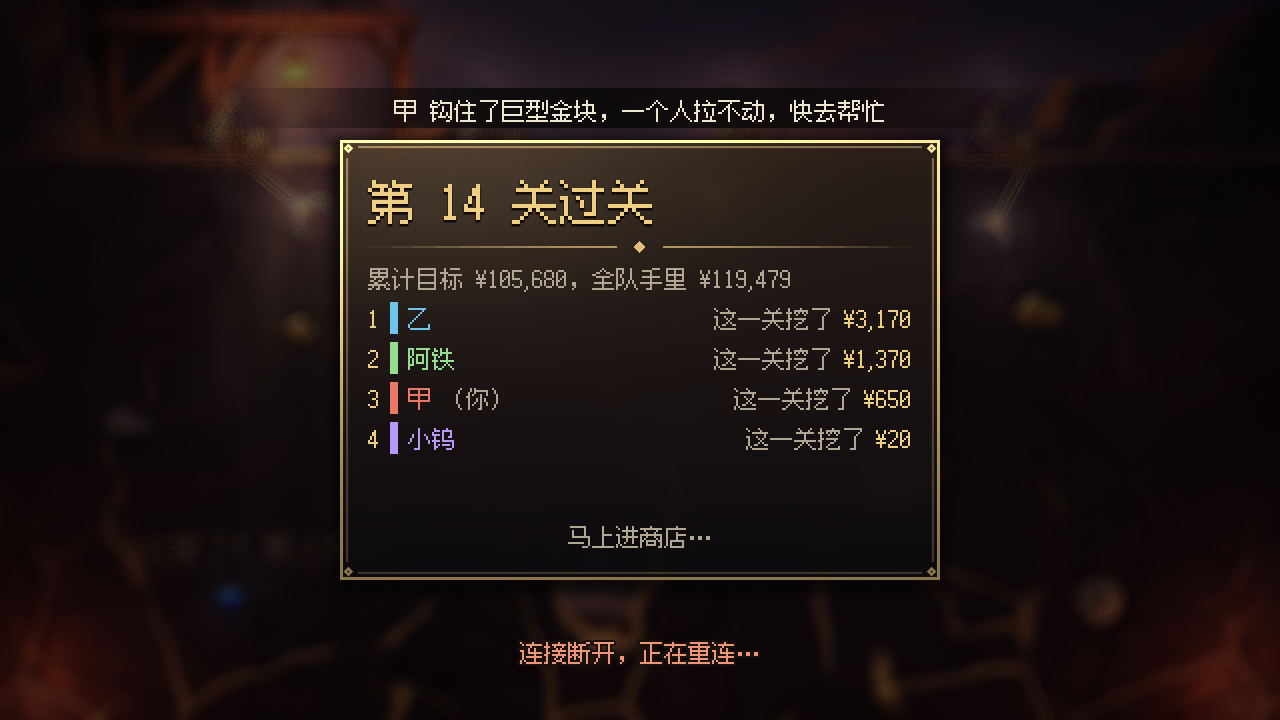 甲 钩住了巨型金块，一个人拉不动，快去帮忙
第 14 关过关
累计目标 ¥105,680，全队手里 ¥119,479
1 乙 这一关挖了 ¥3,170
2 阿铁 这一关挖了 ¥1,370
3 甲 （你） 这一关挖了 ¥650
4 小钨 这一关挖了 ¥20
马上进商店…
连接断开，正在重连…